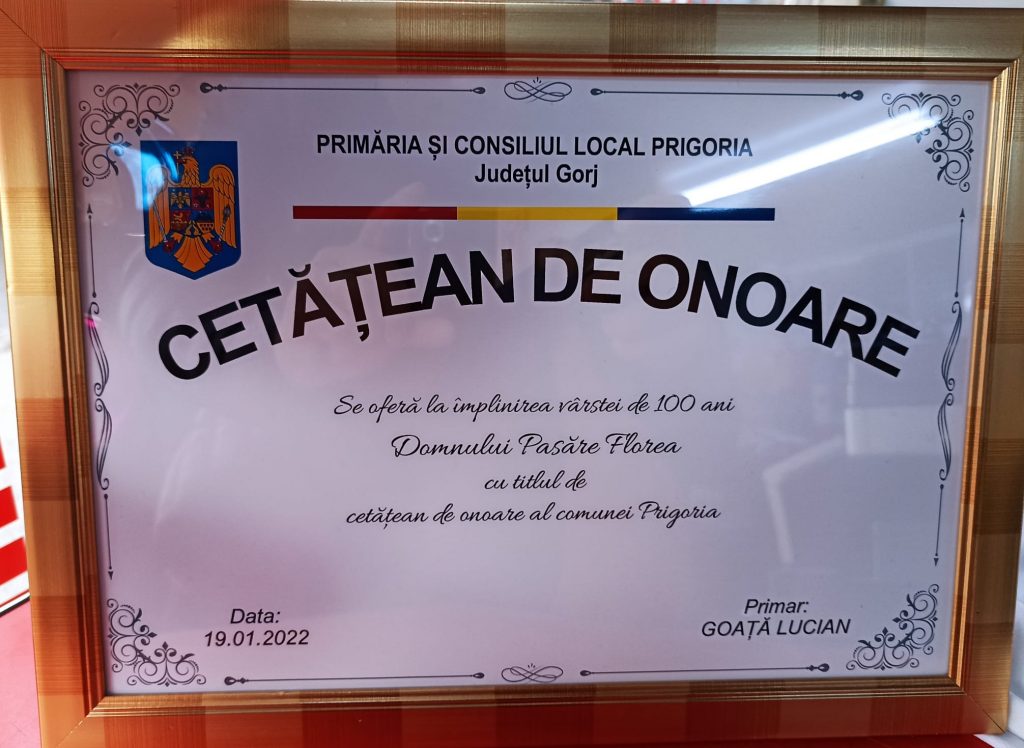 PRIMĂRIA ȘI CONSILIUL LOCAL PRIGORIA
Județul Gorj
CETĂȚEAN DE ONOARE
Se oferă la împlinirea vârstei de 100 ani
Domnului Pasăre Florea
cu titlul de
cetățean de onoare al comunei Prigoria
Data:
19.01.2022
Primar:
GOAȚĂ LUCIAN